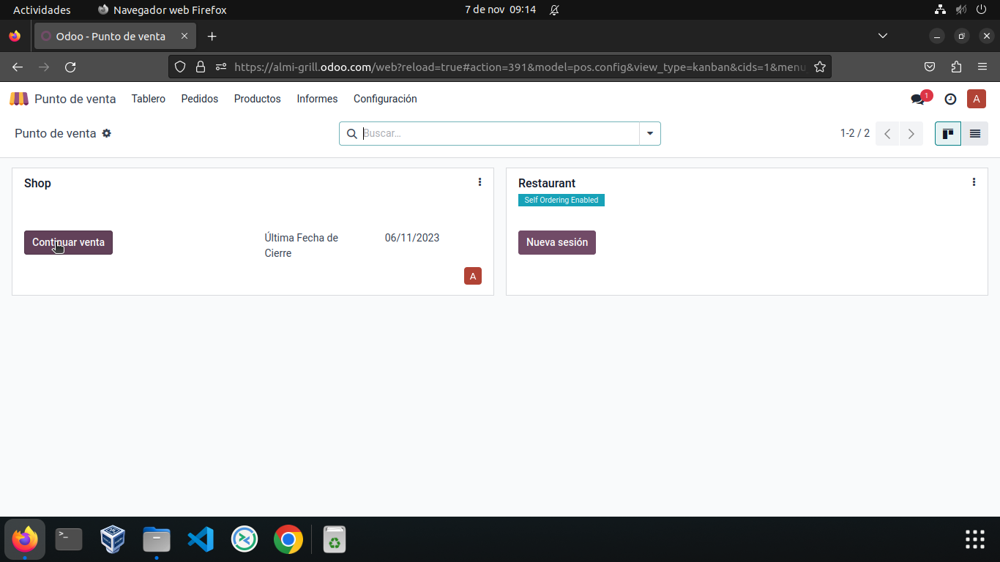 Actividades
Navegador web Firefox
7 de nov 09:14
Odoo - Punto de venta
https://almi-grill.odoo.com/web?reload=true#action=391&model=pos.config&view_type=kanban&cids=1&menu
Punto de venta
Tablero
Pedidos
Productos
Informes
Configuración
1
A
Punto de venta
Buscar...
1-2 / 2
Shop
Continuar venta
Última Fecha de
Cierre
06/11/2023
A
Restaurant
Self Ordering Enabled
Nueva sesión
>_